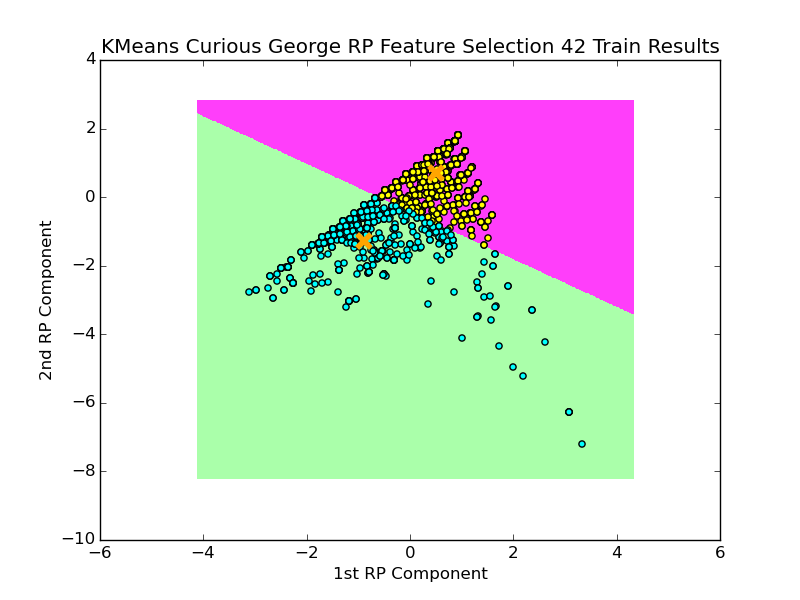 KMeans Curious George RP Feature Selection 42 Train Results
4
2
0
−2
−4
−6
−8
−10
2nd RP Component
−6 −4 −2 0 2 4 6
1st RP Component